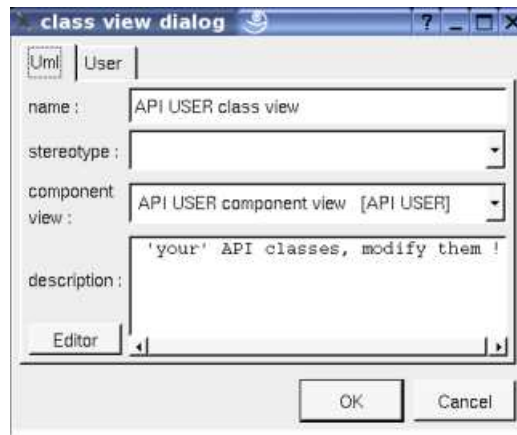 class view dialog
?
Uml User
name : API USER class view
stereotype :
component view : API USER component view [API USER]
description : 'your' API classes, modify them !
Editor
OK Cancel